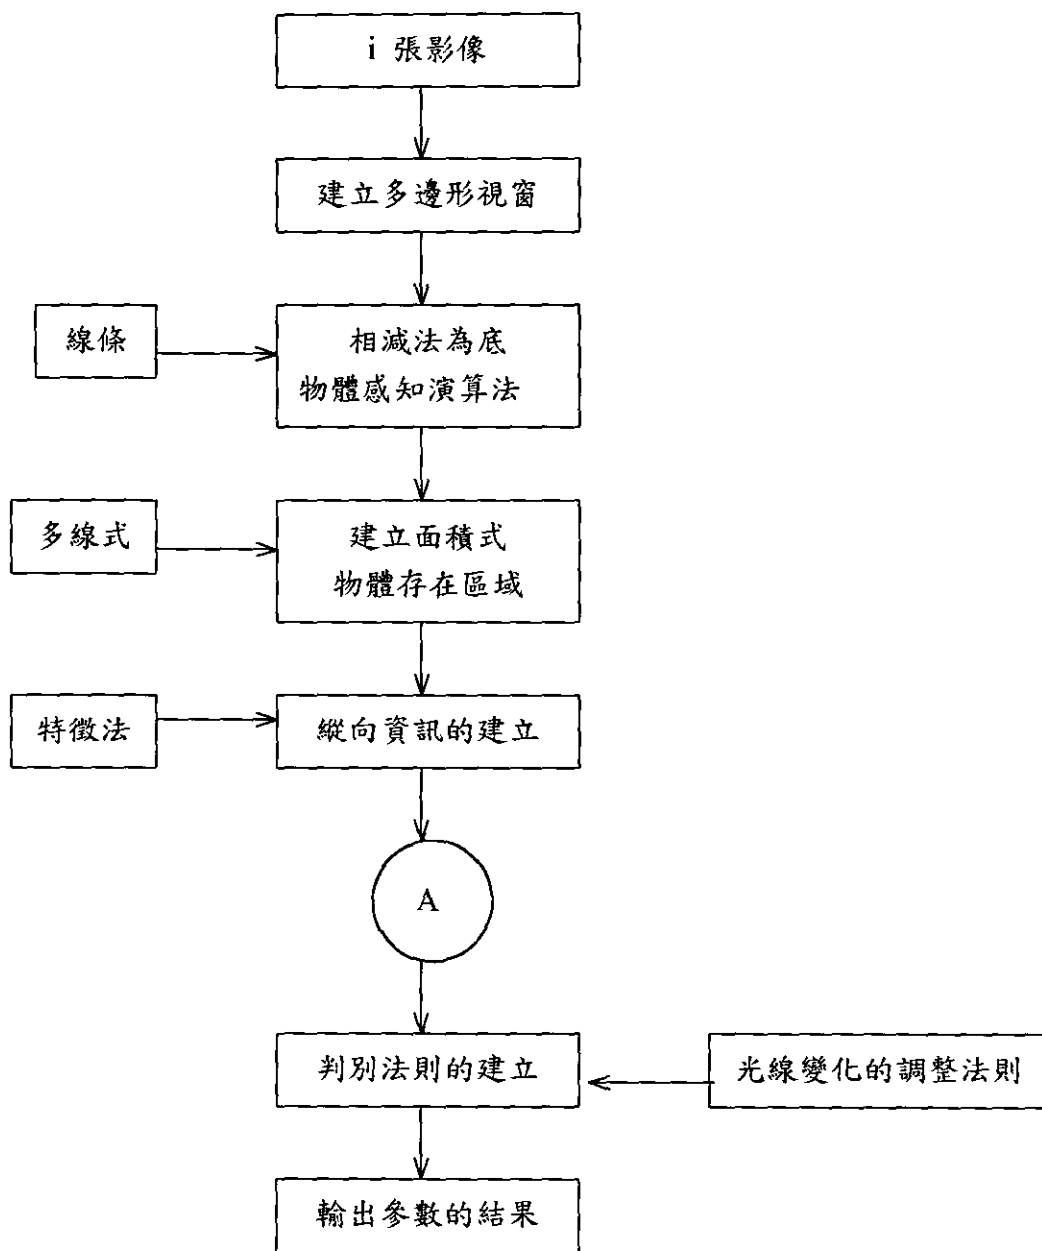 i 張影像
建立多邊形視窗
線條
相減法為底
物體感知演算法
多線式
建立面積式
物體存在區域
特徵法
縱向資訊的建立
A
判別法則的建立
光線變化的調整法則
輸出參數的結果